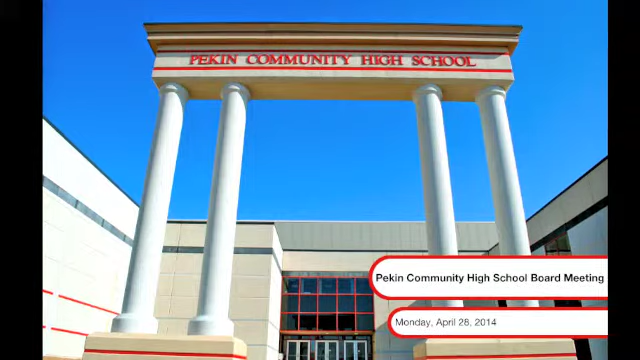 PEKIN COMMUNITY HIGH SCHOOL
Pekin Community High School Board Meeting
Monday, April 28, 2014